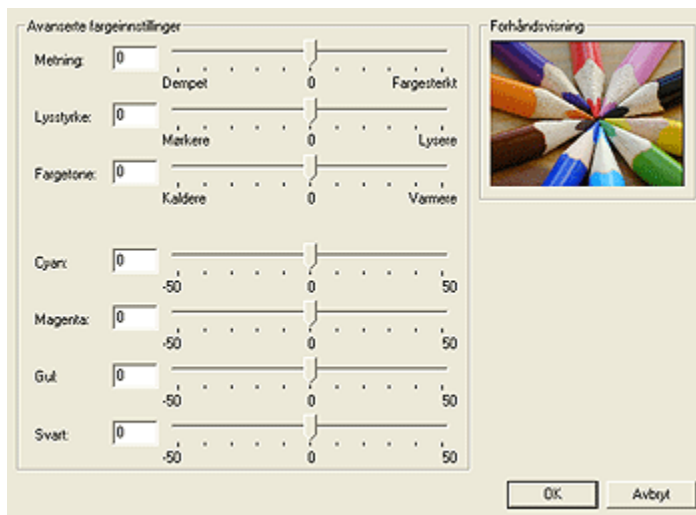 Avanserte fargeinnstillinger
Metning: 0
Dempet 0 Fargesterkt
Lysstyrke: 0
Mørkere 0 Lysere
Fargetone: 0
Kaldere 0 Varmere
Cyan: 0
-50 0 50
Magenta: 0
-50 0 50
Gul: 0
-50 0 50
Svart: 0
-50 0 50
Forhåndsvisning
OK Avbryt